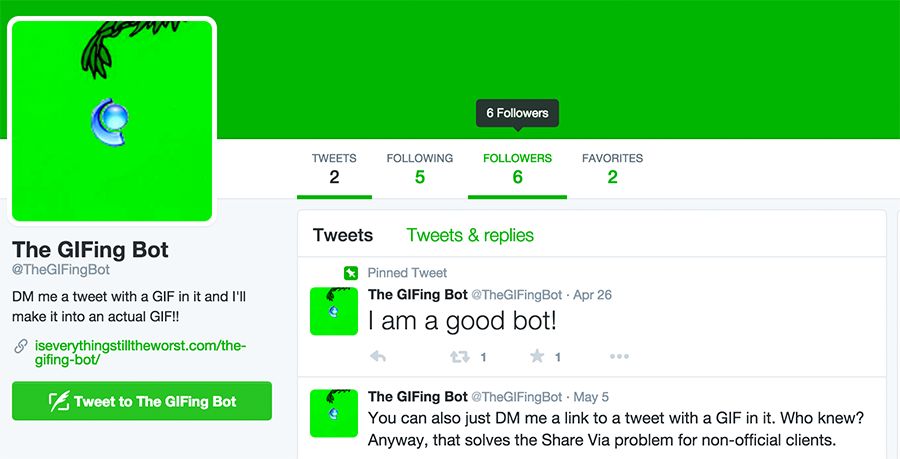 6 Followers
TWEETS
2
FOLLOWING
5
FOLLOWERS
6
FAVORITES
2
The GIFing Bot
@TheGIFingBot
DM me a tweet with a GIF in it and I'll
make it into an actual GIF!!
iseverythingstilltheworst.com/the-
gifing-bot/
Tweet to The GIFing Bot
Tweets Tweets & replies
Pinned Tweet
The GIFing Bot @TheGIFingBot · Apr 26
I am a good bot!
1 1
The GIFing Bot @TheGIFingBot · May 5
You can also just DM me a link to a tweet with a GIF in it. Who knew?
Anyway, that solves the Share Via problem for non-official clients.